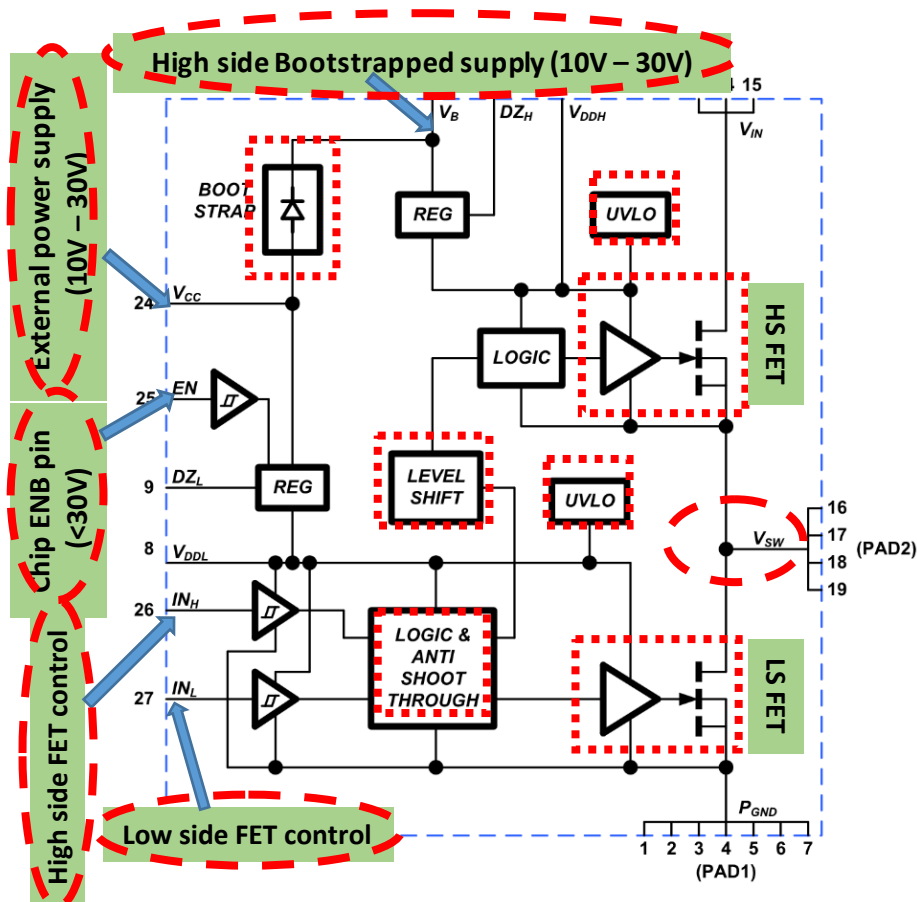 High side Bootstrapped supply (10V – 30V)
External power supply
(10V – 30V)
15
V_B
DZ_H
V_DDH
V_IN
BOOT
STRAP
REG
UVLO
24
V_CC
LOGIC
HS FET
25
EN
Chip ENB pin
(<30V)
9
DZ_L
REG
LEVEL
SHIFT
UVLO
8
V_DDL
V_SW
16
17
18
19
(PAD2)
26
IN_H
LOGIC &
ANTI
SHOOT
THROUGH
27
IN_L
LS FET
High side FET control
Low side FET control
P_GND
1 2 3 4 5 6 7
(PAD1)